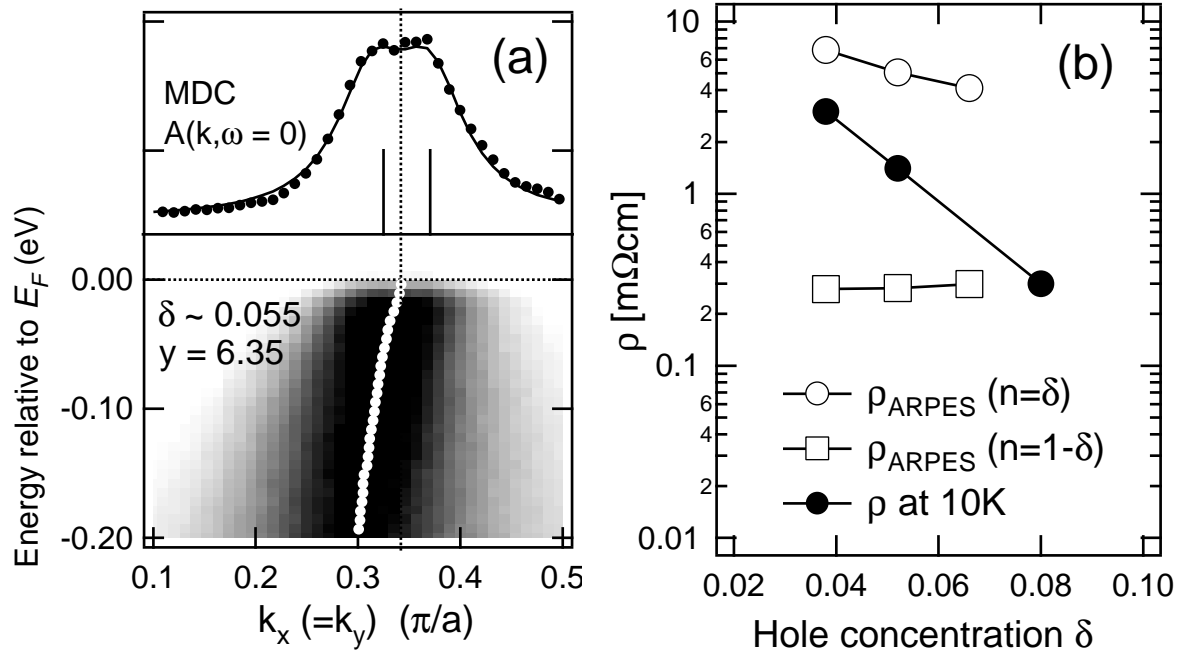 (a)
MDC
A(k,ω = 0)
Energy relative to E_F (eV)
0.00
-0.10
-0.20
δ ~ 0.055
y = 6.35
0.1
0.2
0.3
0.4
0.5
k_x (=k_y) (π/a)
(b)
ρ [mΩcm]
10
6
4
2
1
6
4
2
0.1
6
4
2
0.01
ρ_ARPES (n=δ)
ρ_ARPES (n=1-δ)
ρ at 10K
0.02
0.04
0.06
0.08
0.10
Hole concentration δ